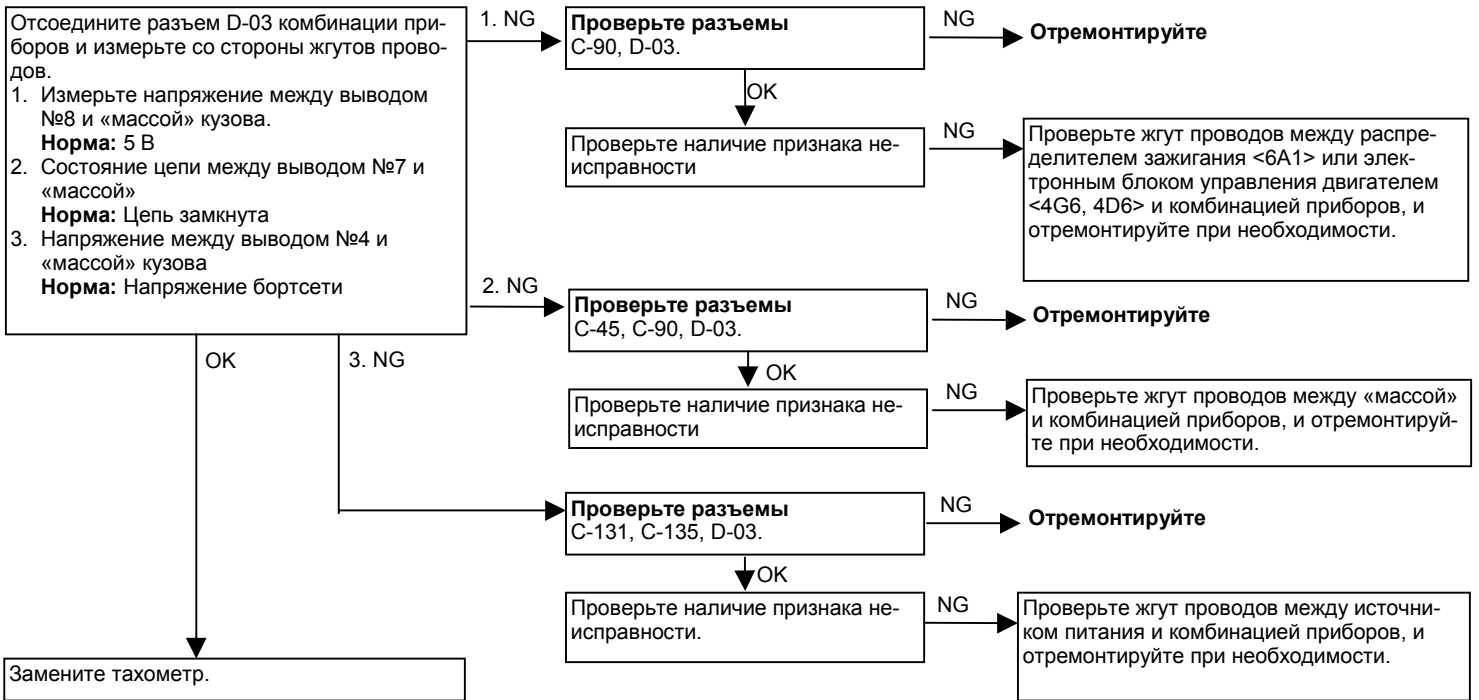 Отсоедините разъем D-03 комбинации при-
боров и измерьте со стороны жгутов прово-
дов.
1. Измерьте напряжение между выводом
№8 и «массой» кузова.
Норма: 5 В
2. Состояние цепи между выводом №7 и
«массой»
Норма: Цепь замкнута
3. Напряжение между выводом №4 и
«массой» кузова
Норма: Напряжение бортсети
1. NG
Проверьте разъемы
C-90, D-03.
NG
Отремонтируйте
OK
Проверьте наличие признака не-
исправности
NG
Проверьте жгут проводов между распре-
делителем зажигания <6A1> или элек-
тронным блоком управления двигателем
<4G6, 4D6> и комбинацией приборов, и
отремонтируйте при необходимости.
2. NG
Проверьте разъемы
C-45, C-90, D-03.
NG
Отремонтируйте
OK
Проверьте наличие признака не-
исправности
NG
Проверьте жгут проводов между «массой»
и комбинацией приборов, и отремонтируй-
те при необходимости.
OK
3. NG
Проверьте разъемы
C-131, C-135, D-03.
NG
Отремонтируйте
OK
Проверьте наличие признака не-
исправности.
NG
Проверьте жгут проводов между источни-
ком питания и комбинацией приборов, и
отремонтируйте при необходимости.
Замените тахометр.